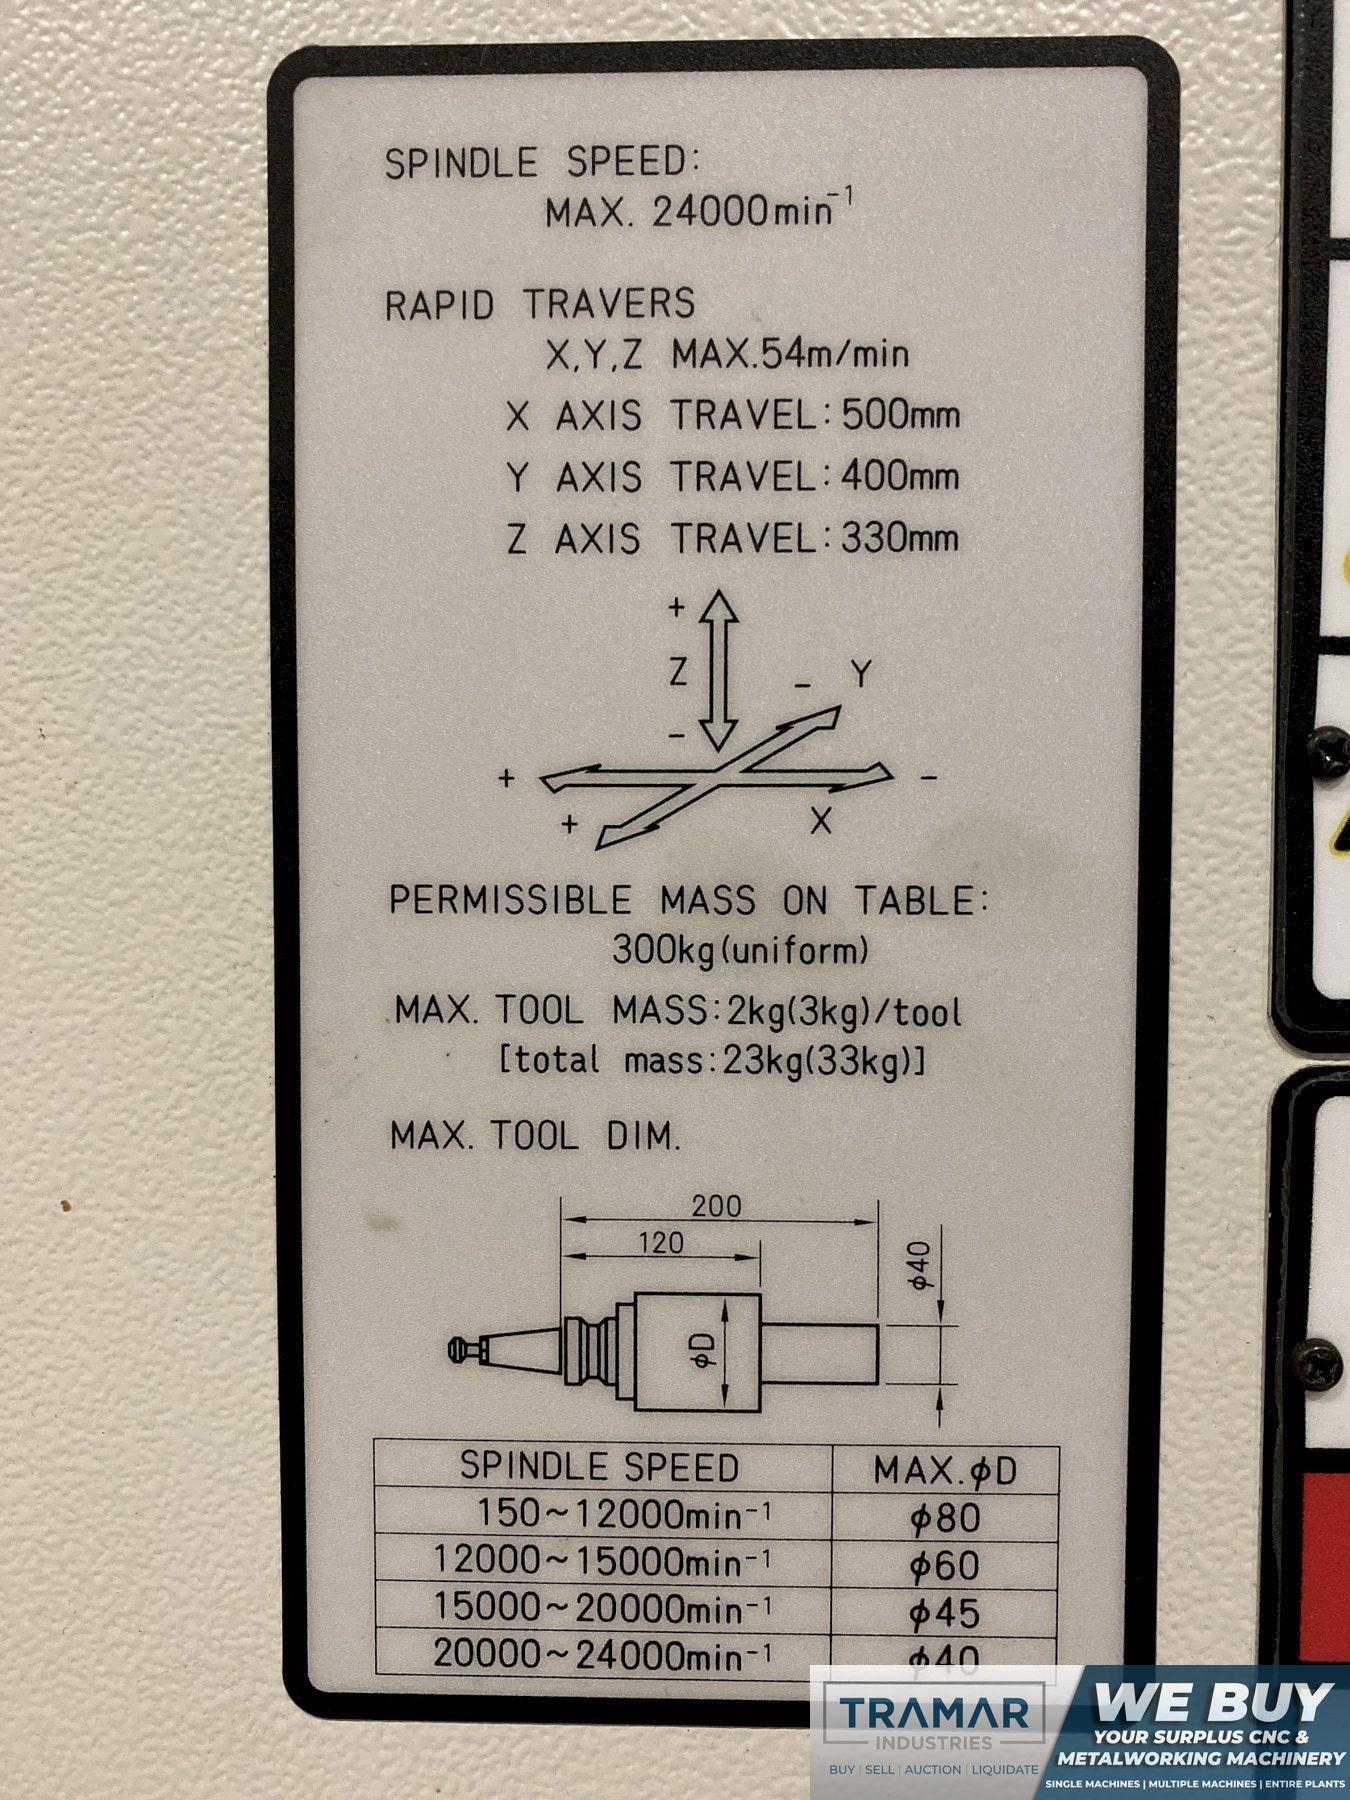 SPINDLE SPEED:
MAX. 24000min⁻¹
RAPID TRAVERS
X,Y,Z MAX.54m/min
X AXIS TRAVEL:500mm
Y AXIS TRAVEL:400mm
Z AXIS TRAVEL:330mm
+
Z
- Y
-
+ -
+ X
PERMISSIBLE MASS ON TABLE:
300kg(uniform)
MAX. TOOL MASS:2kg(3kg)/tool
[total mass:23kg(33kg)]
MAX. TOOL DIM.
200
120
ϕ40
ϕD
SPINDLE SPEED MAX.ϕD
150~12000min⁻¹ ϕ80
12000~15000min⁻¹ ϕ60
15000~20000min⁻¹ ϕ45
20000~24000min⁻¹ ϕ40
TRAMAR
INDUSTRIES
BUY | SELL | AUCTION | LIQUIDATE
WE BUY
YOUR SURPLUS CNC &
METALWORKING MACHINERY
SINGLE MACHINES | MULTIPLE MACHINES | ENTIRE PLANTS